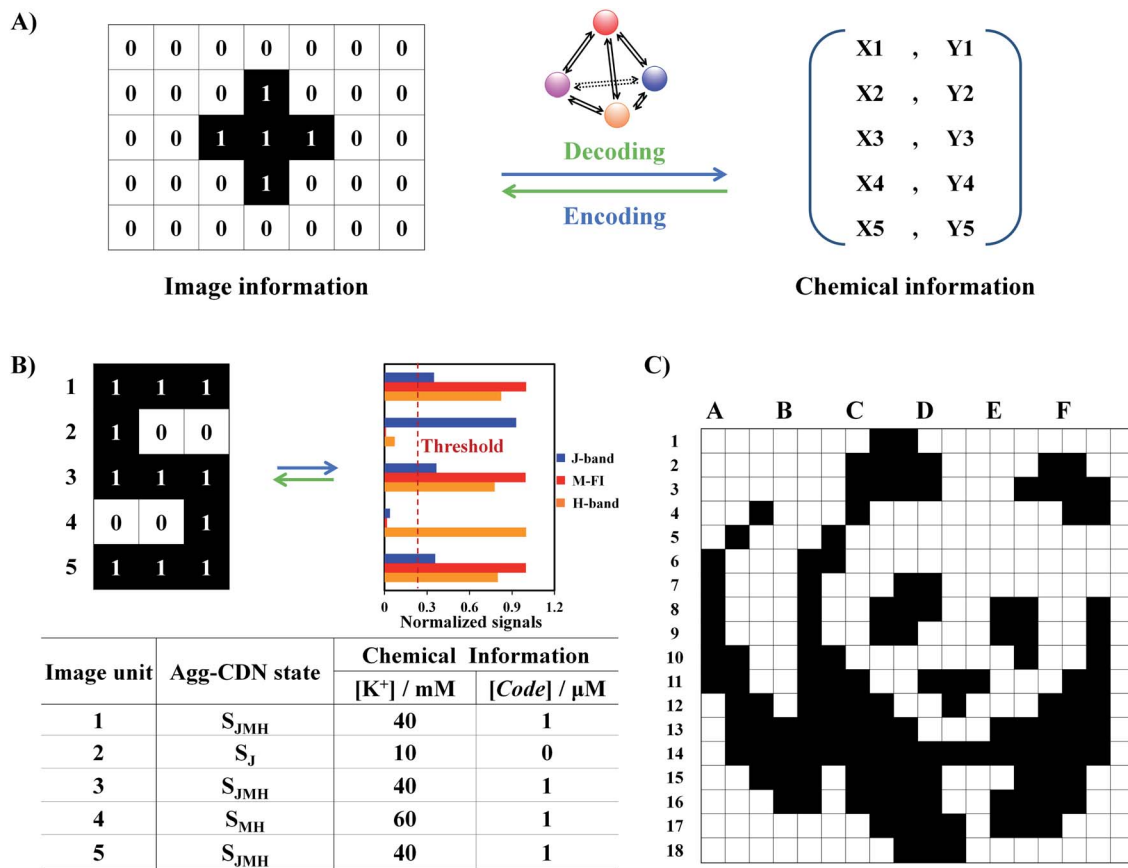 A)
0 0 0 0 0 0 0
0 0 0 1 0 0 0
0 0 1 1 1 0 0
0 0 0 1 0 0 0
0 0 0 0 0 0 0
Image information
Decoding
Encoding
X1 , Y1
X2 , Y2
X3 , Y3
X4 , Y4
X5 , Y5
Chemical information
B)
1 1 1 1
2 1 0 0
3 1 1 1
4 0 0 1
5 1 1 1
Threshold
J-band
M-FI
H-band
0 0.3 0.6 0.9 1.2
Normalized signals
Image unit Agg-CDN state Chemical Information
[K⁺] / mM [Code] / μM
1 S_JMH 40 1
2 S_J 10 0
3 S_JMH 40 1
4 S_MH 60 1
5 S_JMH 40 1
C)
A B C D E F
1
2
3
4
5
6
7
8
9
10
11
12
13
14
15
16
17
18